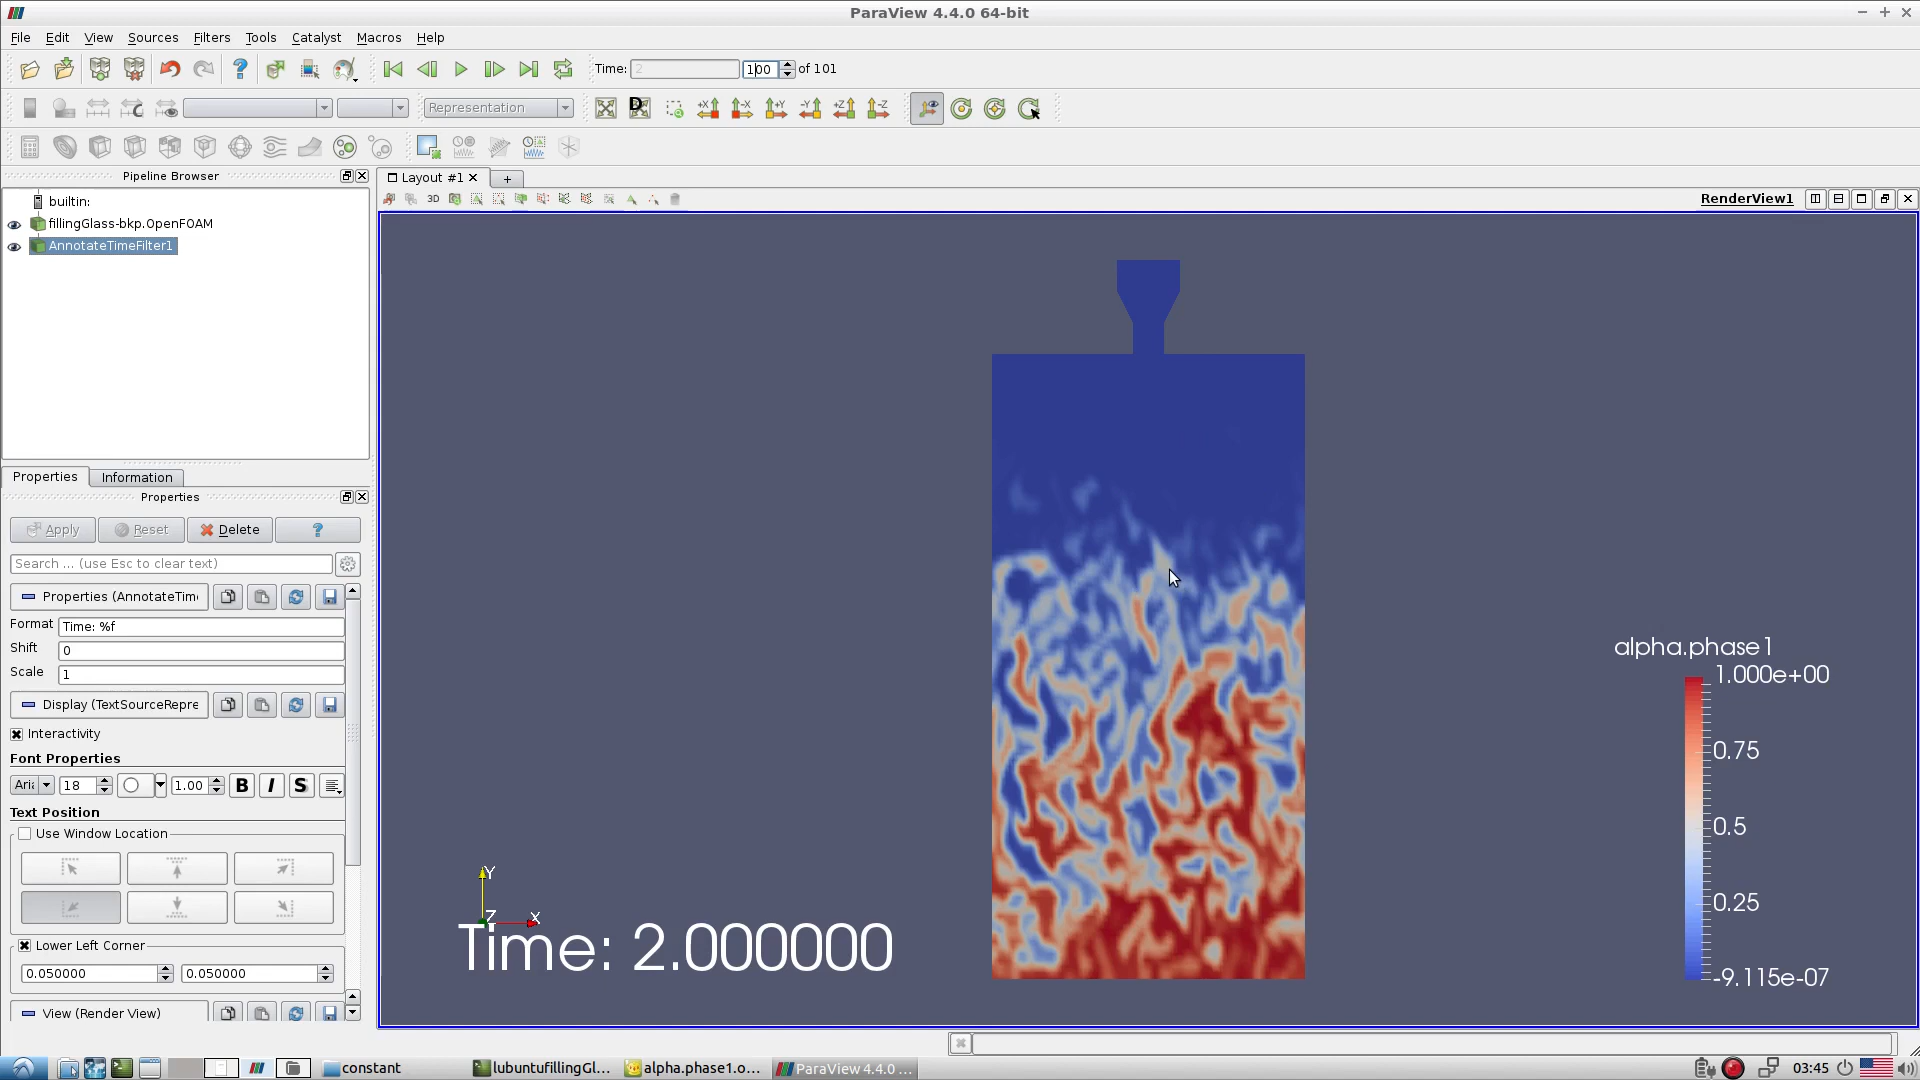 ParaView 4.4.0 64-bit
File Edit View Sources Filters Tools Catalyst Macros Help
Time: 2 100 of 101
Representation
D +X -X +Y -Y +Z -Z
Pipeline Browser
Layout #1
3D
RenderView1
builtin:
fillingGlass-bkp.OpenFOAM
AnnotateTimeFilter1
Properties Information
Properties
Apply Reset Delete ?
Search ... (use Esc to clear text)
Properties (AnnotateTim
Format Time: %f
Shift 0
Scale 1
Display (TextSourceRepre
Interactivity
Font Properties
Ari 18 1.00 B I S
Text Position
Use Window Location
Lower Left Corner
0.050000 0.050000
View (Render View)
alpha.phase1
1.000e+00
0.75
0.5
0.25
-9.115e-07
Y
Z X
Time: 2.000000
constant lubuntufillingGl... alpha.phase1.o... ParaView 4.4.0 ... 03:45